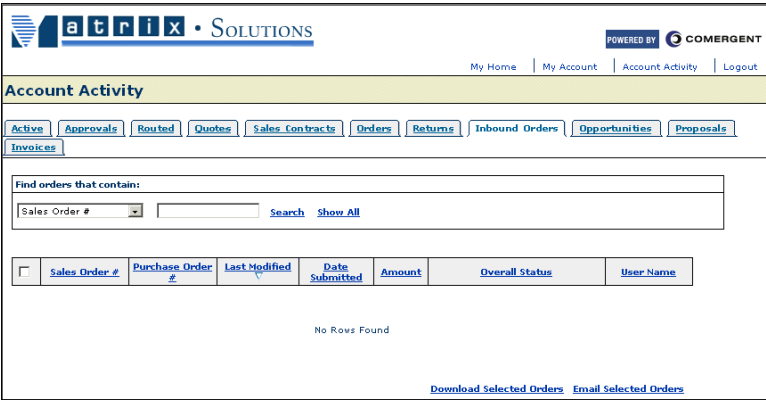 Matrix • SOLUTIONS
POWERED BY COMERGENT
My Home My Account Account Activity Logout
Account Activity
Active Approvals Routed Quotes Sales Contracts Orders Returns Inbound Orders Opportunities Proposals
Invoices
Find orders that contain:
Sales Order # Search Show All
Sales Order # Purchase Order # Last Modified Date Submitted Amount Overall Status User Name
No Rows Found
Download Selected Orders Email Selected Orders